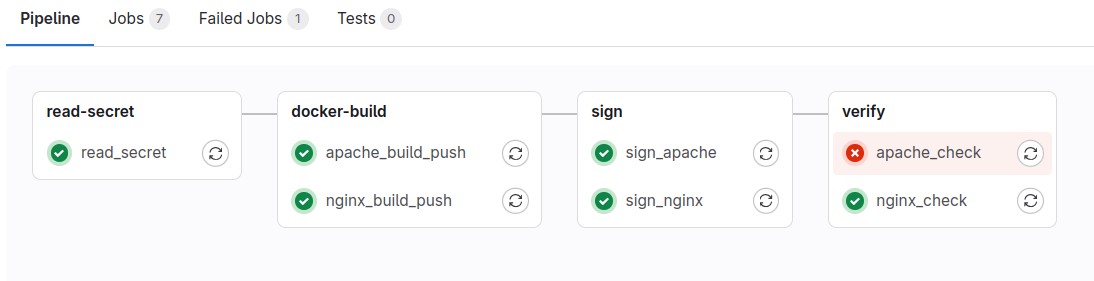 Pipeline Jobs 7 Failed Jobs 1 Tests 0
read-secret
read_secret
docker-build
apache_build_push
nginx_build_push
sign
sign_apache
sign_nginx
verify
apache_check
nginx_check